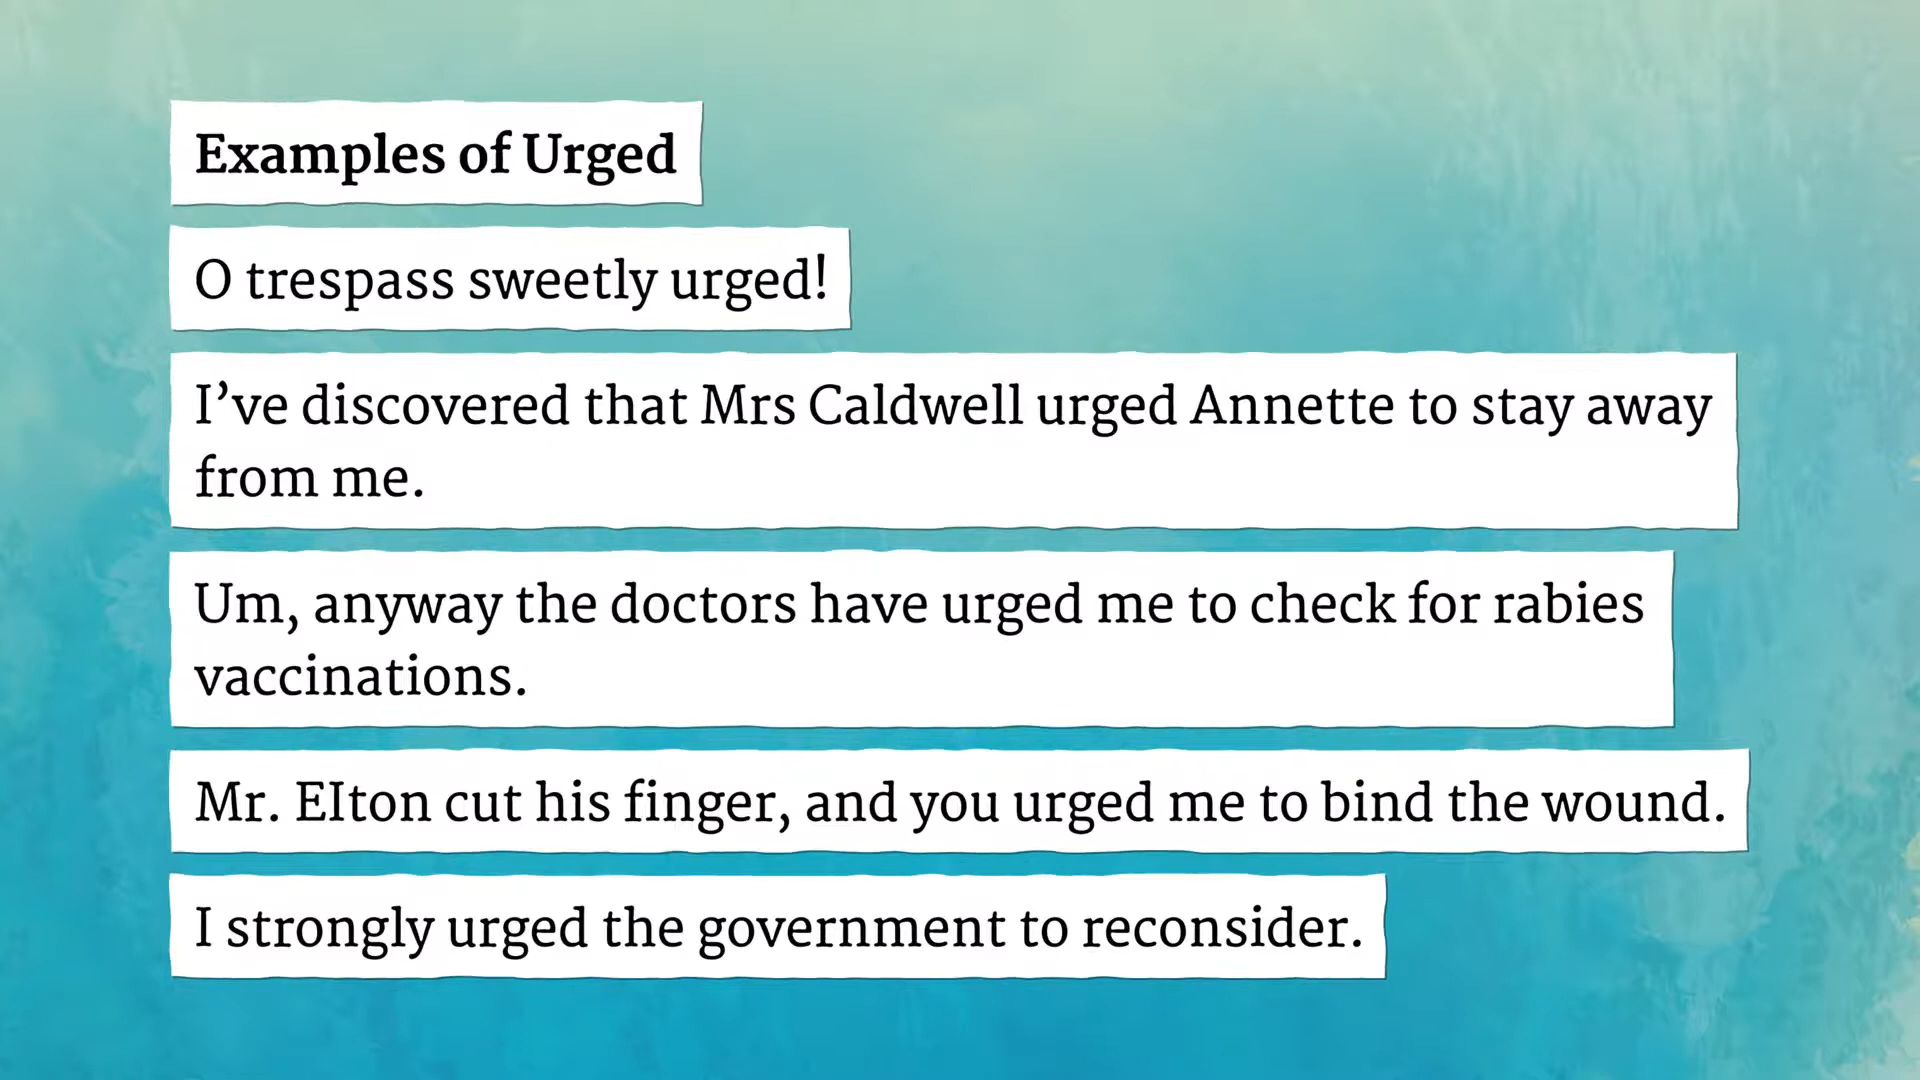 Examples of Urged
O trespass sweetly urged!
I’ve discovered that Mrs Caldwell urged Annette to stay away
from me.
Um, anyway the doctors have urged me to check for rabies
vaccinations.
Mr. EIton cut his finger, and you urged me to bind the wound.
I strongly urged the government to reconsider.